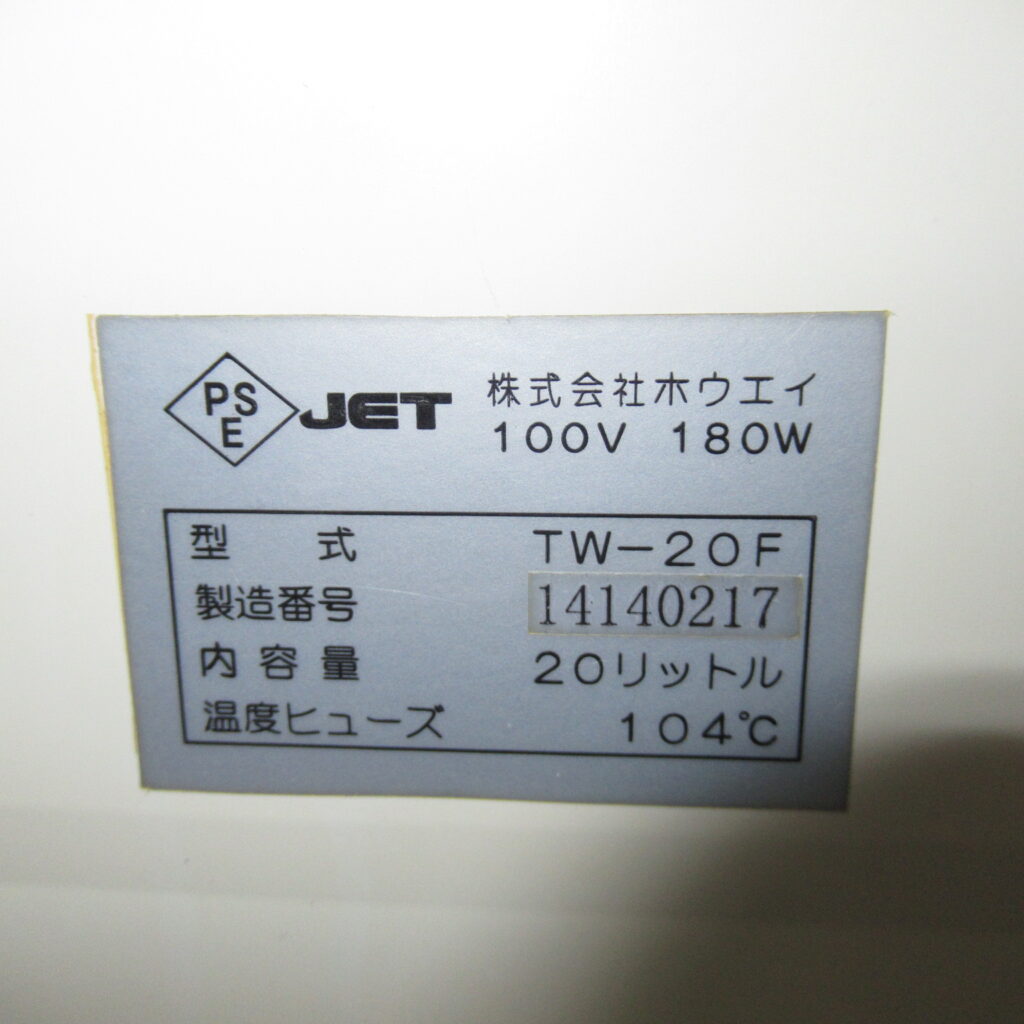 PS
E
JET
株式会社ホウエイ
100V 180W
型式 TW-20F
製造番号 14140217
内容量 20リットル
温度ヒューズ 104℃